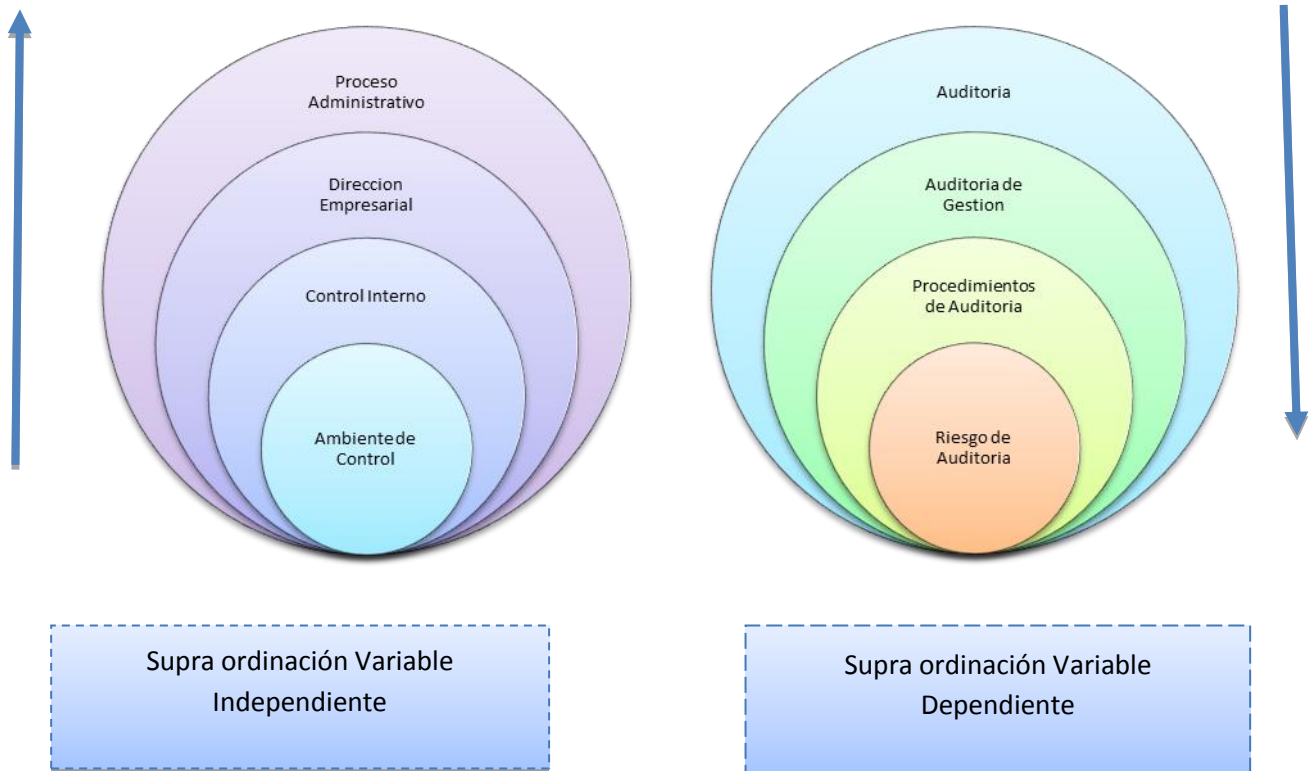 Proceso
Administrativo
Direccion
Empresarial
Control Interno
Ambiente de
Control
Auditoria
Auditoria de
Gestion
Procedimientos
de Auditoria
Riesgo de
Auditoria
Supra ordinación Variable
Independiente
Supra ordinación Variable
Dependiente